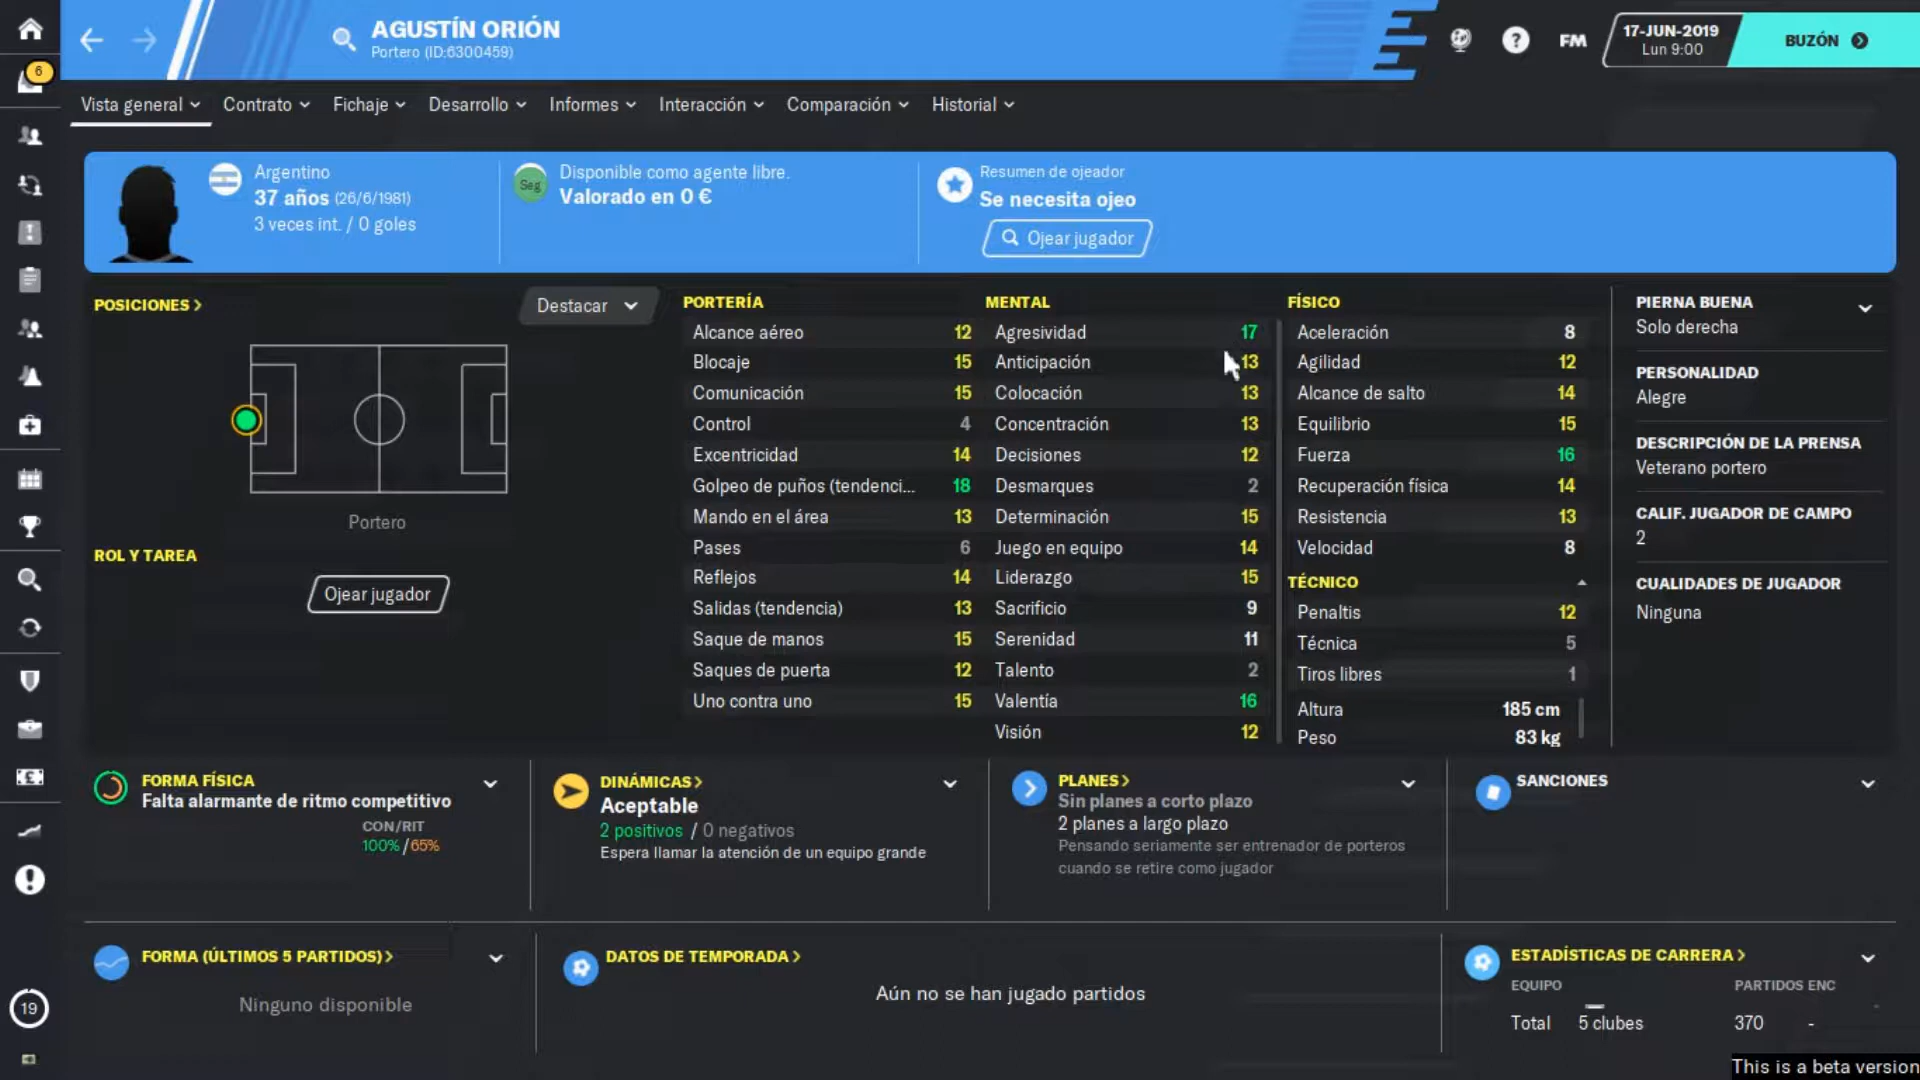 AGUSTÍN ORIÓN
Portero (ID:6300459)
FM
17-JUN-2019
Lun 9:00
BUZÓN
6
Vista general
Contrato
Fichaje
Desarrollo
Informes
Interacción
Comparación
Historial
Argentino
37 años (26/6/1981)
3 veces int. / 0 goles
Seg
Disponible como agente libre.
Valorado en 0 €
Resumen de ojeador
Se necesita ojeo
Ojear jugador
POSICIONES
Destacar
Portero
ROL Y TAREA
Ojear jugador
PORTERÍA
Alcance aéreo 12
Blocaje 15
Comunicación 15
Control 4
Excentricidad 14
Golpeo de puños (tendenci... 18
Mando en el área 13
Pases 6
Reflejos 14
Salidas (tendencia) 13
Saque de manos 15
Saques de puerta 12
Uno contra uno 15
MENTAL
Agresividad 17
Anticipación 13
Colocación 13
Concentración 13
Decisiones 12
Desmarques 2
Determinación 15
Juego en equipo 14
Liderazgo 15
Sacrificio 9
Serenidad 11
Talento 2
Valentía 16
Visión 12
FÍSICO
Aceleración 8
Agilidad 12
Alcance de salto 14
Equilibrio 15
Fuerza 16
Recuperación física 14
Resistencia 13
Velocidad 8
TÉCNICO
Penaltis 12
Técnica 5
Tiros libres 1
Altura 185 cm
Peso 83 kg
PIERNA BUENA
Solo derecha
PERSONALIDAD
Alegre
DESCRIPCIÓN DE LA PRENSA
Veterano portero
CALIF. JUGADOR DE CAMPO
2
CUALIDADES DE JUGADOR
Ninguna
FORMA FÍSICA
Falta alarmante de ritmo competitivo
CON/RIT
100% / 65%
DINÁMICAS
Aceptable
2 positivos / 0 negativos
Espera llamar la atención de un equipo grande
PLANES
Sin planes a corto plazo
2 planes a largo plazo
Pensando seriamente ser entrenador de porteros
cuando se retire como jugador
SANCIONES
FORMA (ÚLTIMOS 5 PARTIDOS)
Ninguno disponible
DATOS DE TEMPORADA
Aún no se han jugado partidos
ESTADÍSTICAS DE CARRERA
EQUIPO PARTIDOS ENC
Total 5 clubes 370 -
19
This is a beta version